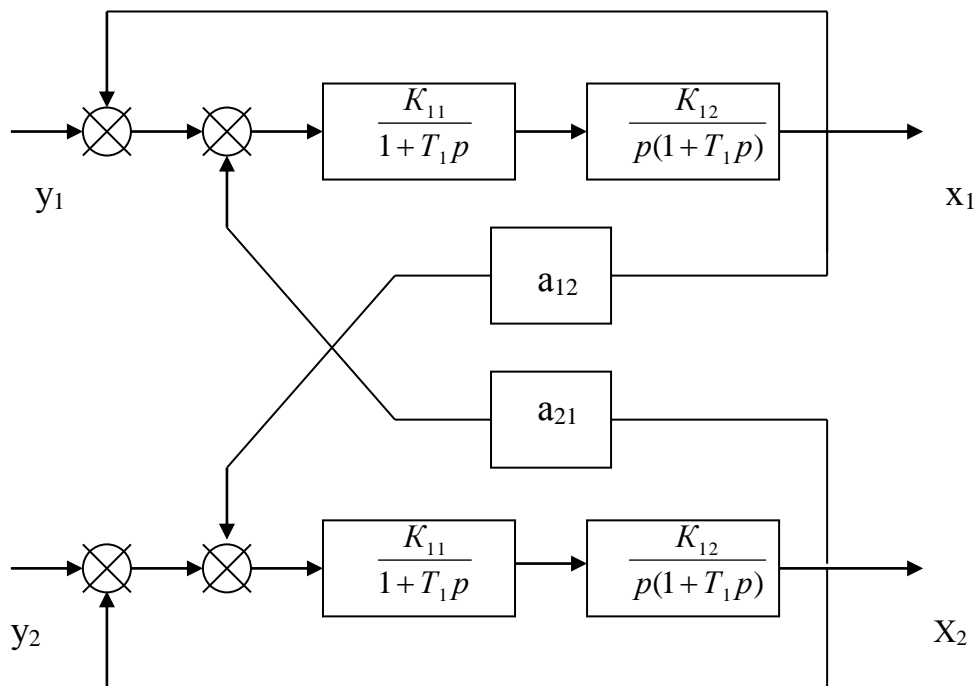 K₁₁ / (1 + T₁p)
K₁₂ / (p(1 + T₁p))
y₁
x₁
a₁₂
a₂₁
K₁₁ / (1 + T₁p)
K₁₂ / (p(1 + T₁p))
y₂
X₂